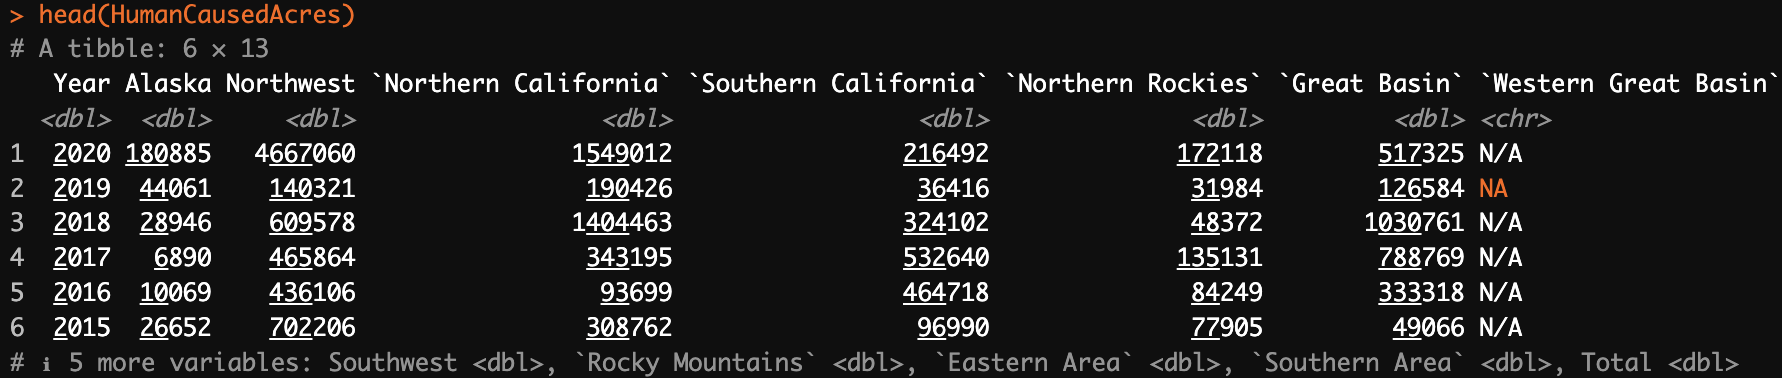 > head(HumanCausedAcres)
# A tibble: 6 × 13
Year Alaska Northwest `Northern California` `Southern California` `Northern Rockies` `Great Basin` `Western Great Basin`
<dbl> <dbl> <dbl> <dbl> <dbl> <dbl> <dbl> <chr>
1 2020 180885 4667060 1549012 216492 172118 517325 N/A
2 2019 44061 140321 190426 36416 31984 126584 NA
3 2018 28946 609578 1404463 324102 48372 1030761 N/A
4 2017 6890 465864 343195 532640 135131 788769 N/A
5 2016 10069 436106 93699 464718 84249 333318 N/A
6 2015 26652 702206 308762 96990 77905 49066 N/A
# ℹ 5 more variables: Southwest <dbl>, `Rocky Mountains` <dbl>, `Eastern Area` <dbl>, `Southern Area` <dbl>, Total <dbl>